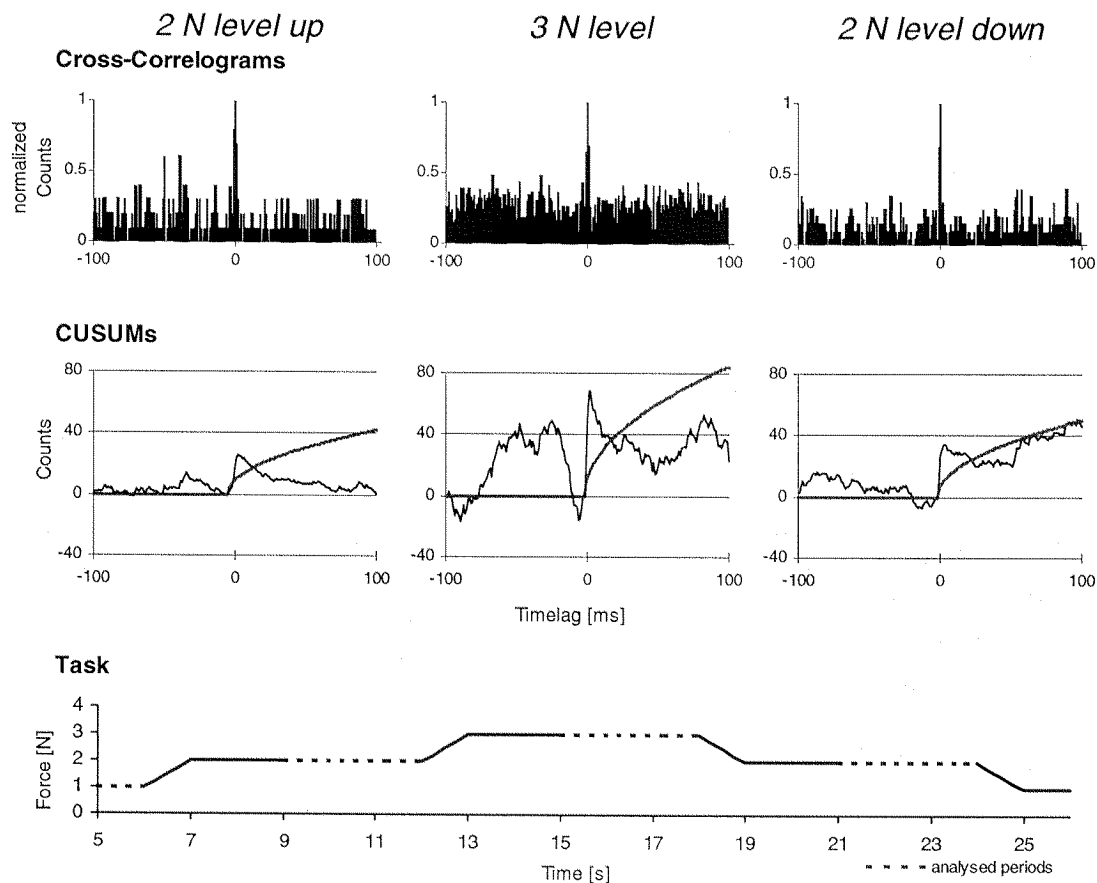 2 N level up 3 N level 2 N level down
Cross-Correlograms
normalized
Counts
1 1 1
0.5 0.5 0.5
0 0 0
-100 0 100 -100 0 100 -100 0 100
CUSUMs
Counts
80 80 80
40 40 40
0 0 0
-40 -40 -40
-100 0 100 -100 0 100 -100 0 100
Timelag [ms]
Task
Force [N]
4
3
2
1
0
5 7 9 11 13 15 17 19 21 23 25
Time [s]
analysed periods